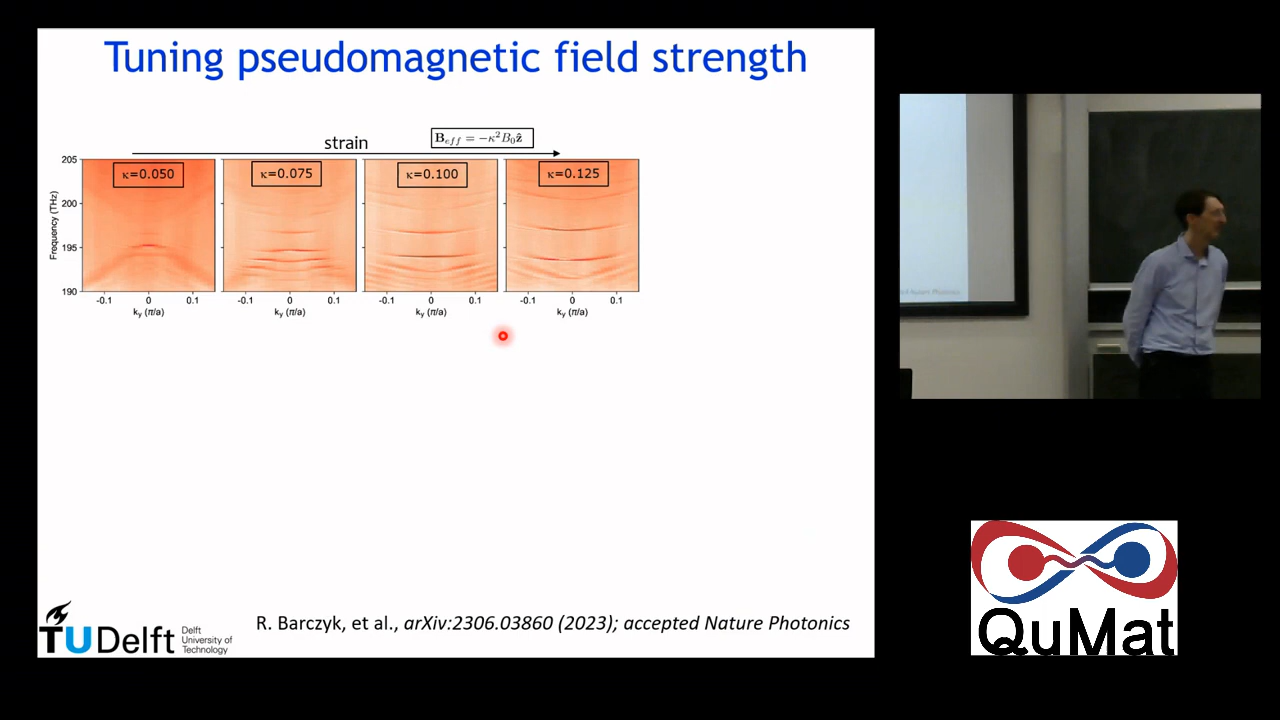 Tuning pseudomagnetic field strength
strain
B_eff = −κ²B₀ẑ
205
200
195
190
Frequency (THz)
κ=0.050
κ=0.075
κ=0.100
κ=0.125
-0.1 0 0.1
-0.1 0 0.1
-0.1 0 0.1
-0.1 0 0.1
k_y (π/a)
k_y (π/a)
k_y (π/a)
k_y (π/a)
TUDelft
Delft
University of
Technology
R. Barczyk, et al., arXiv:2306.03860 (2023); accepted Nature Photonics
QuMat